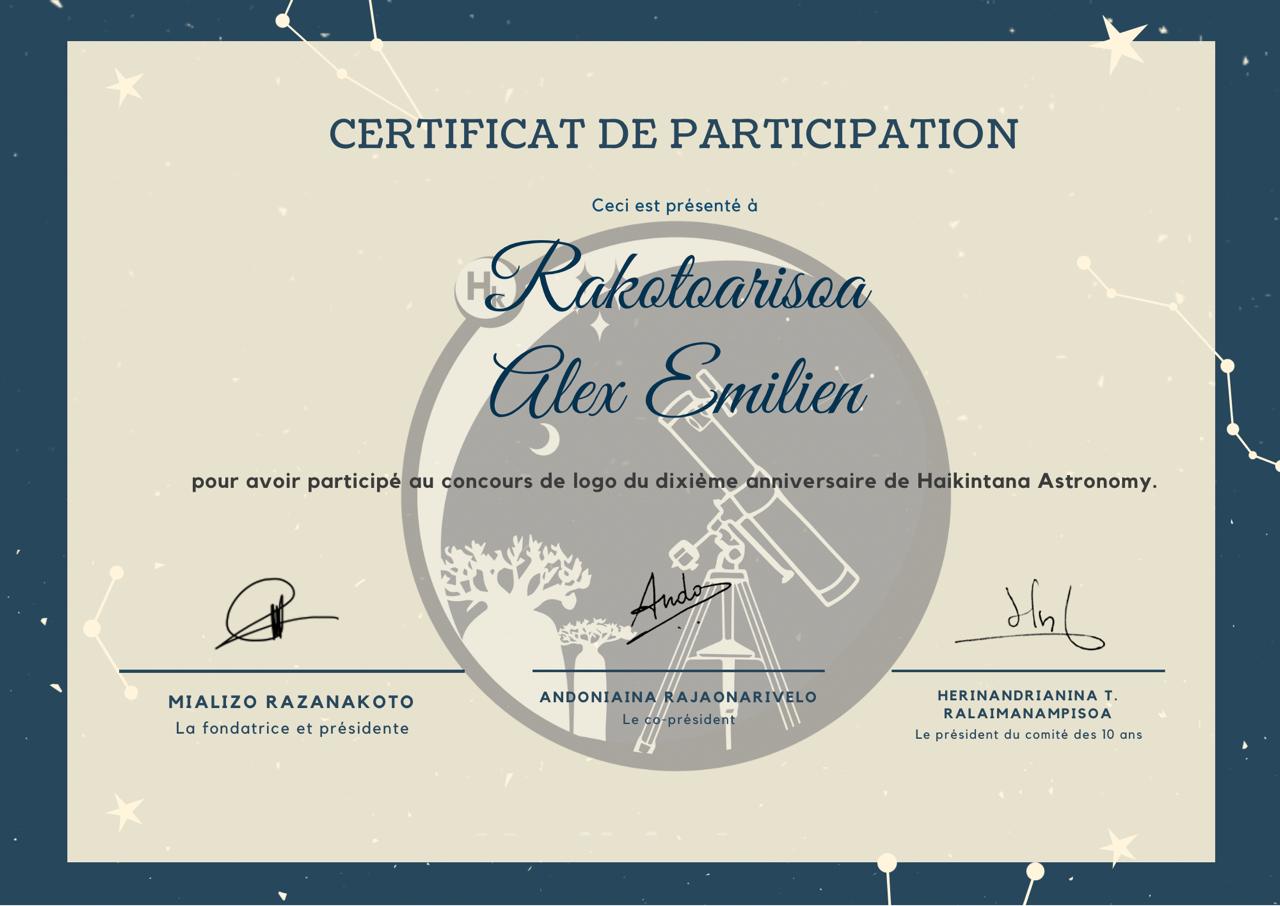 CERTIFICAT DE PARTICIPATION
Ceci est présenté à
Rakotoarisoa
Alex Emilien
pour avoir participé au concours de logo du dixième anniversaire de Haikintana Astronomy.
Ando
MIALIZO RAZANAKOTO
La fondatrice et présidente
ANDONIAINA RAJAONARIVELO
Le co-président
HERINANDRIANINA T.
RALAIMANAMPISOA
Le président du comité des 10 ans